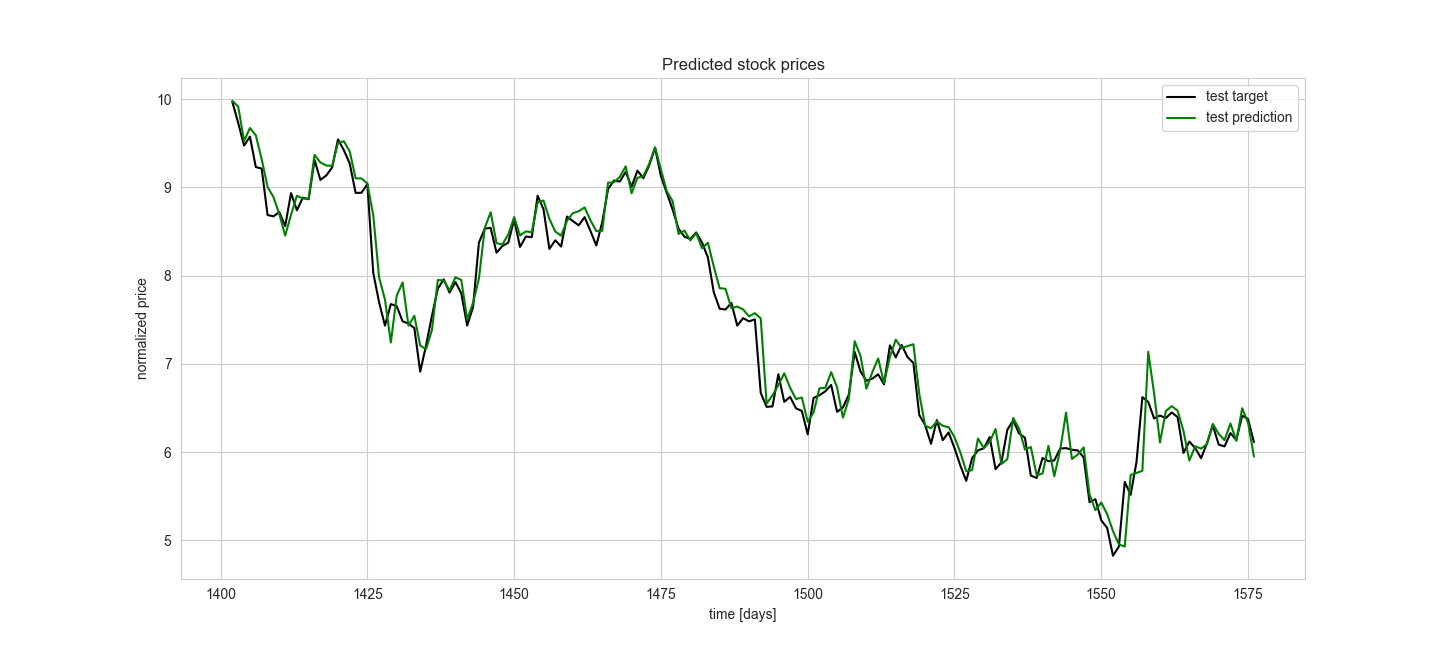 Predicted stock prices
test target
test prediction
normalized price
10
9
8
7
6
5
1400 1425 1450 1475 1500 1525 1550 1575
time [days]